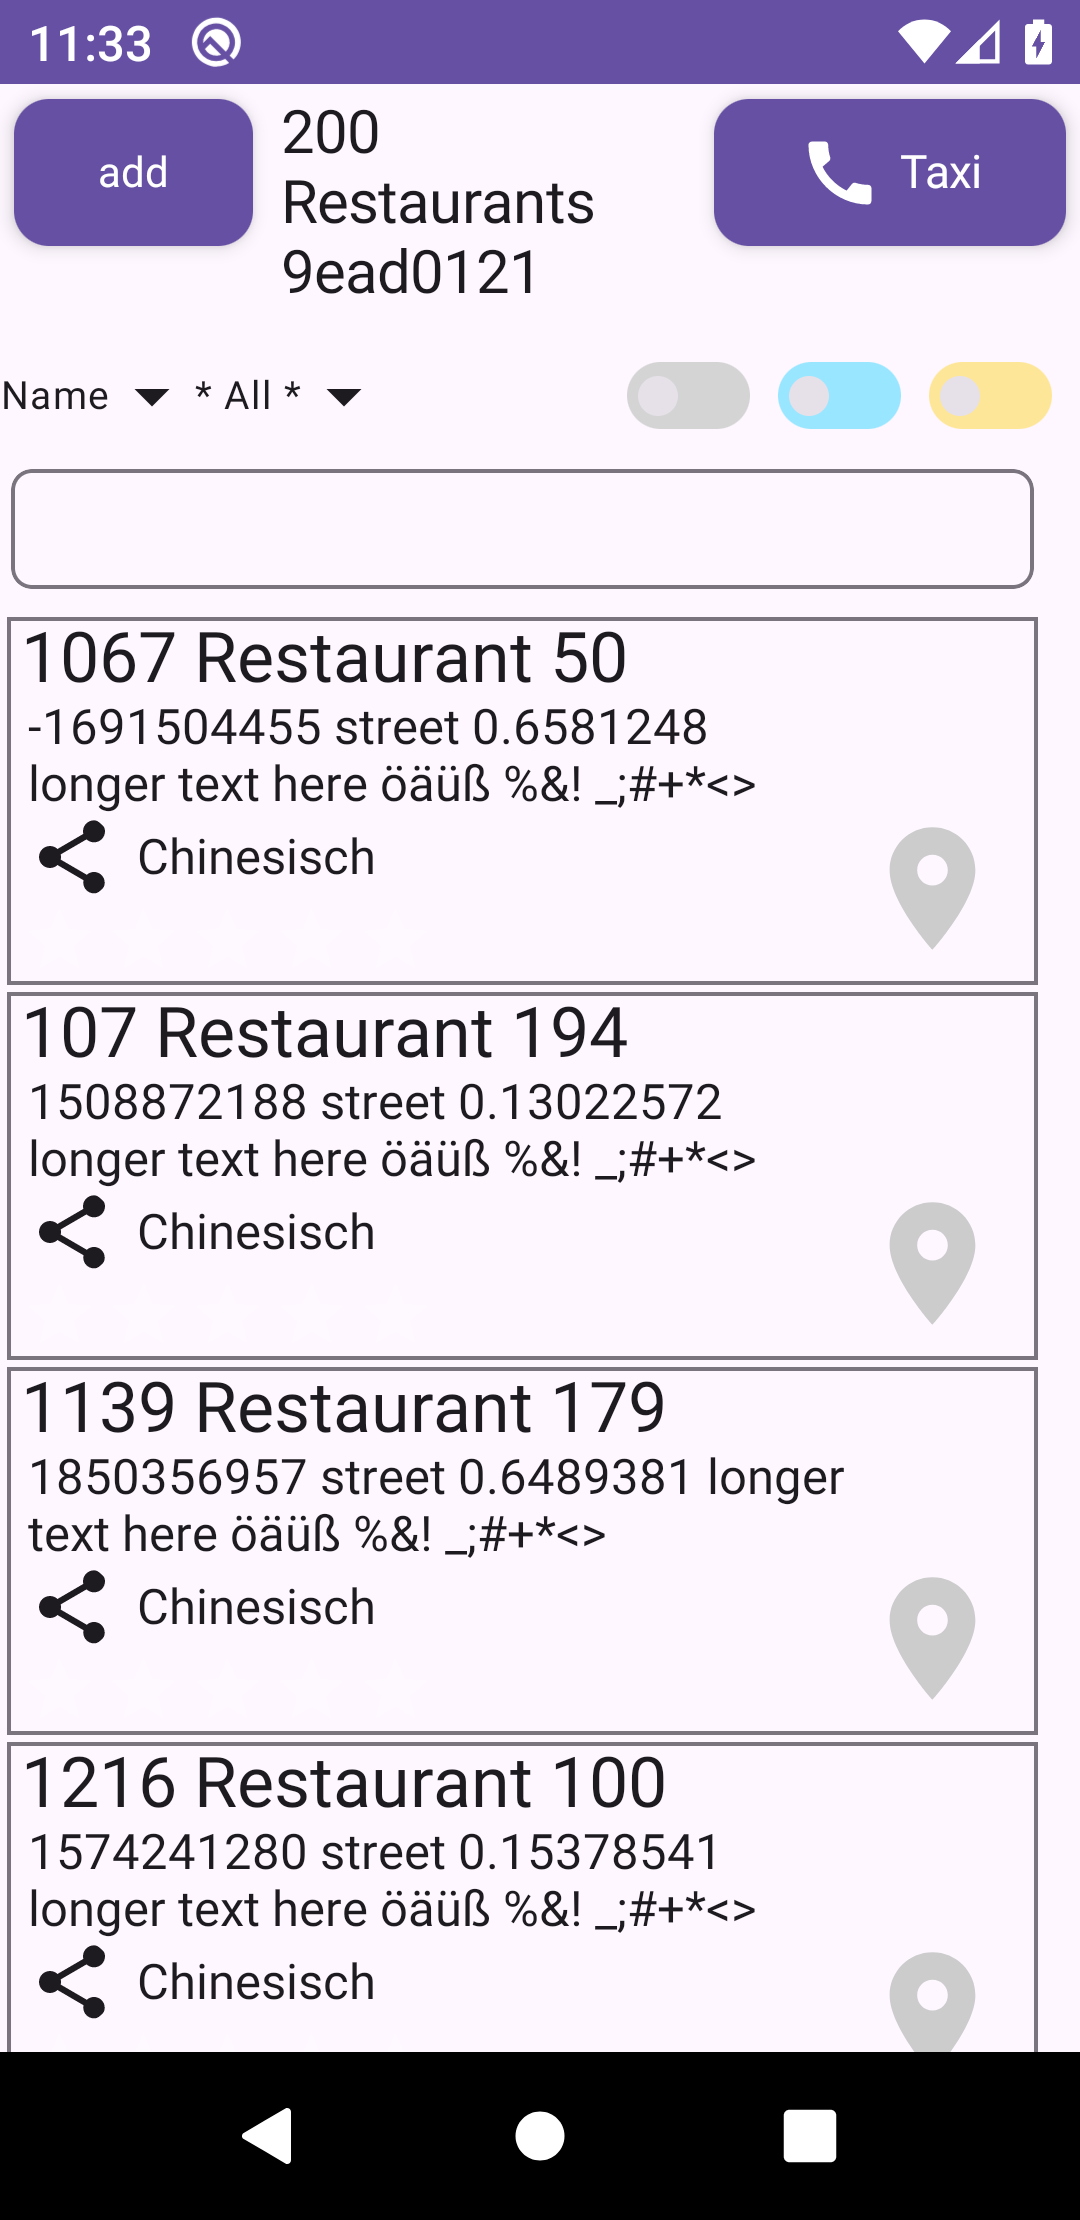 11:33
add
200
Restaurants
9ead0121
Taxi
Name
* All *
1067 Restaurant 50
-1691504455 street 0.6581248
longer text here öäüß %&! _;#+*<>
Chinesisch
107 Restaurant 194
1508872188 street 0.13022572
longer text here öäüß %&! _;#+*<>
Chinesisch
1139 Restaurant 179
1850356957 street 0.6489381 longer
text here öäüß %&! _;#+*<>
Chinesisch
1216 Restaurant 100
1574241280 street 0.15378541
longer text here öäüß %&! _;#+*<>
Chinesisch